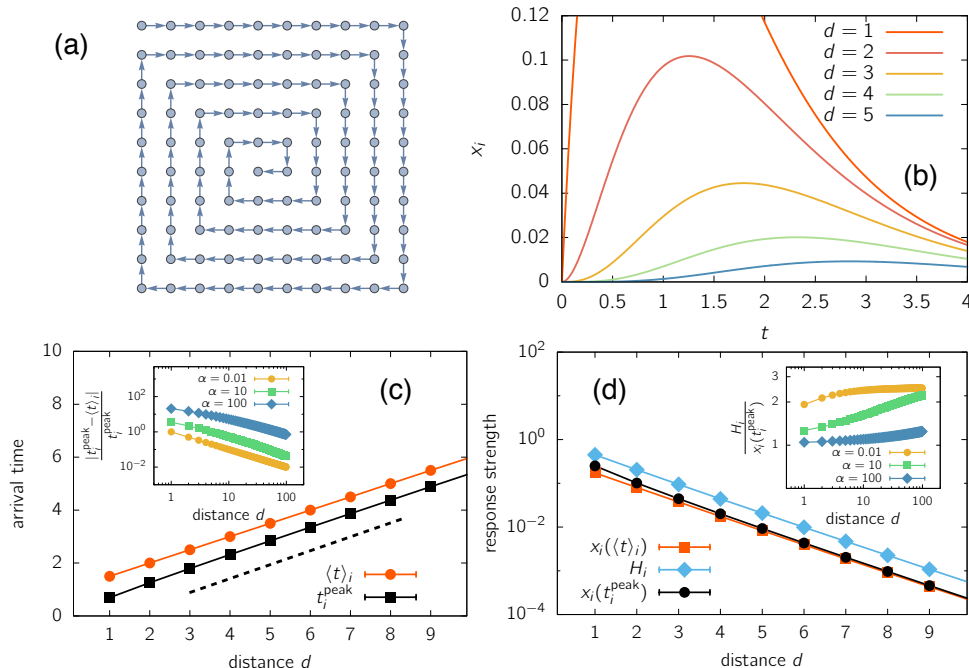 (a)
0.12
0.1
0.08
0.06
0.04
0.02
0
x_i
d = 1
d = 2
d = 3
d = 4
d = 5
(b)
0 0.5 1 1.5 2 2.5 3 3.5 4
t
10
8
6
4
2
0
arrival time
|t_i^peak − ⟨t⟩_i|
t_i^peak
α = 0.01
α = 10
α = 100
10^2
10^0
10^−2
1 10 100
distance d
(c)
⟨t⟩_i
t_i^peak
1 2 3 4 5 6 7 8 9
distance d
10^2
10^0
10^−2
10^−4
response strength
(d)
H_i
x_i(t_i^peak)
3
2
1
α = 0.01
α = 10
α = 100
1 10 100
distance d
x_i(⟨t⟩_i)
H_i
x_i(t_i^peak)
1 2 3 4 5 6 7 8 9
distance d